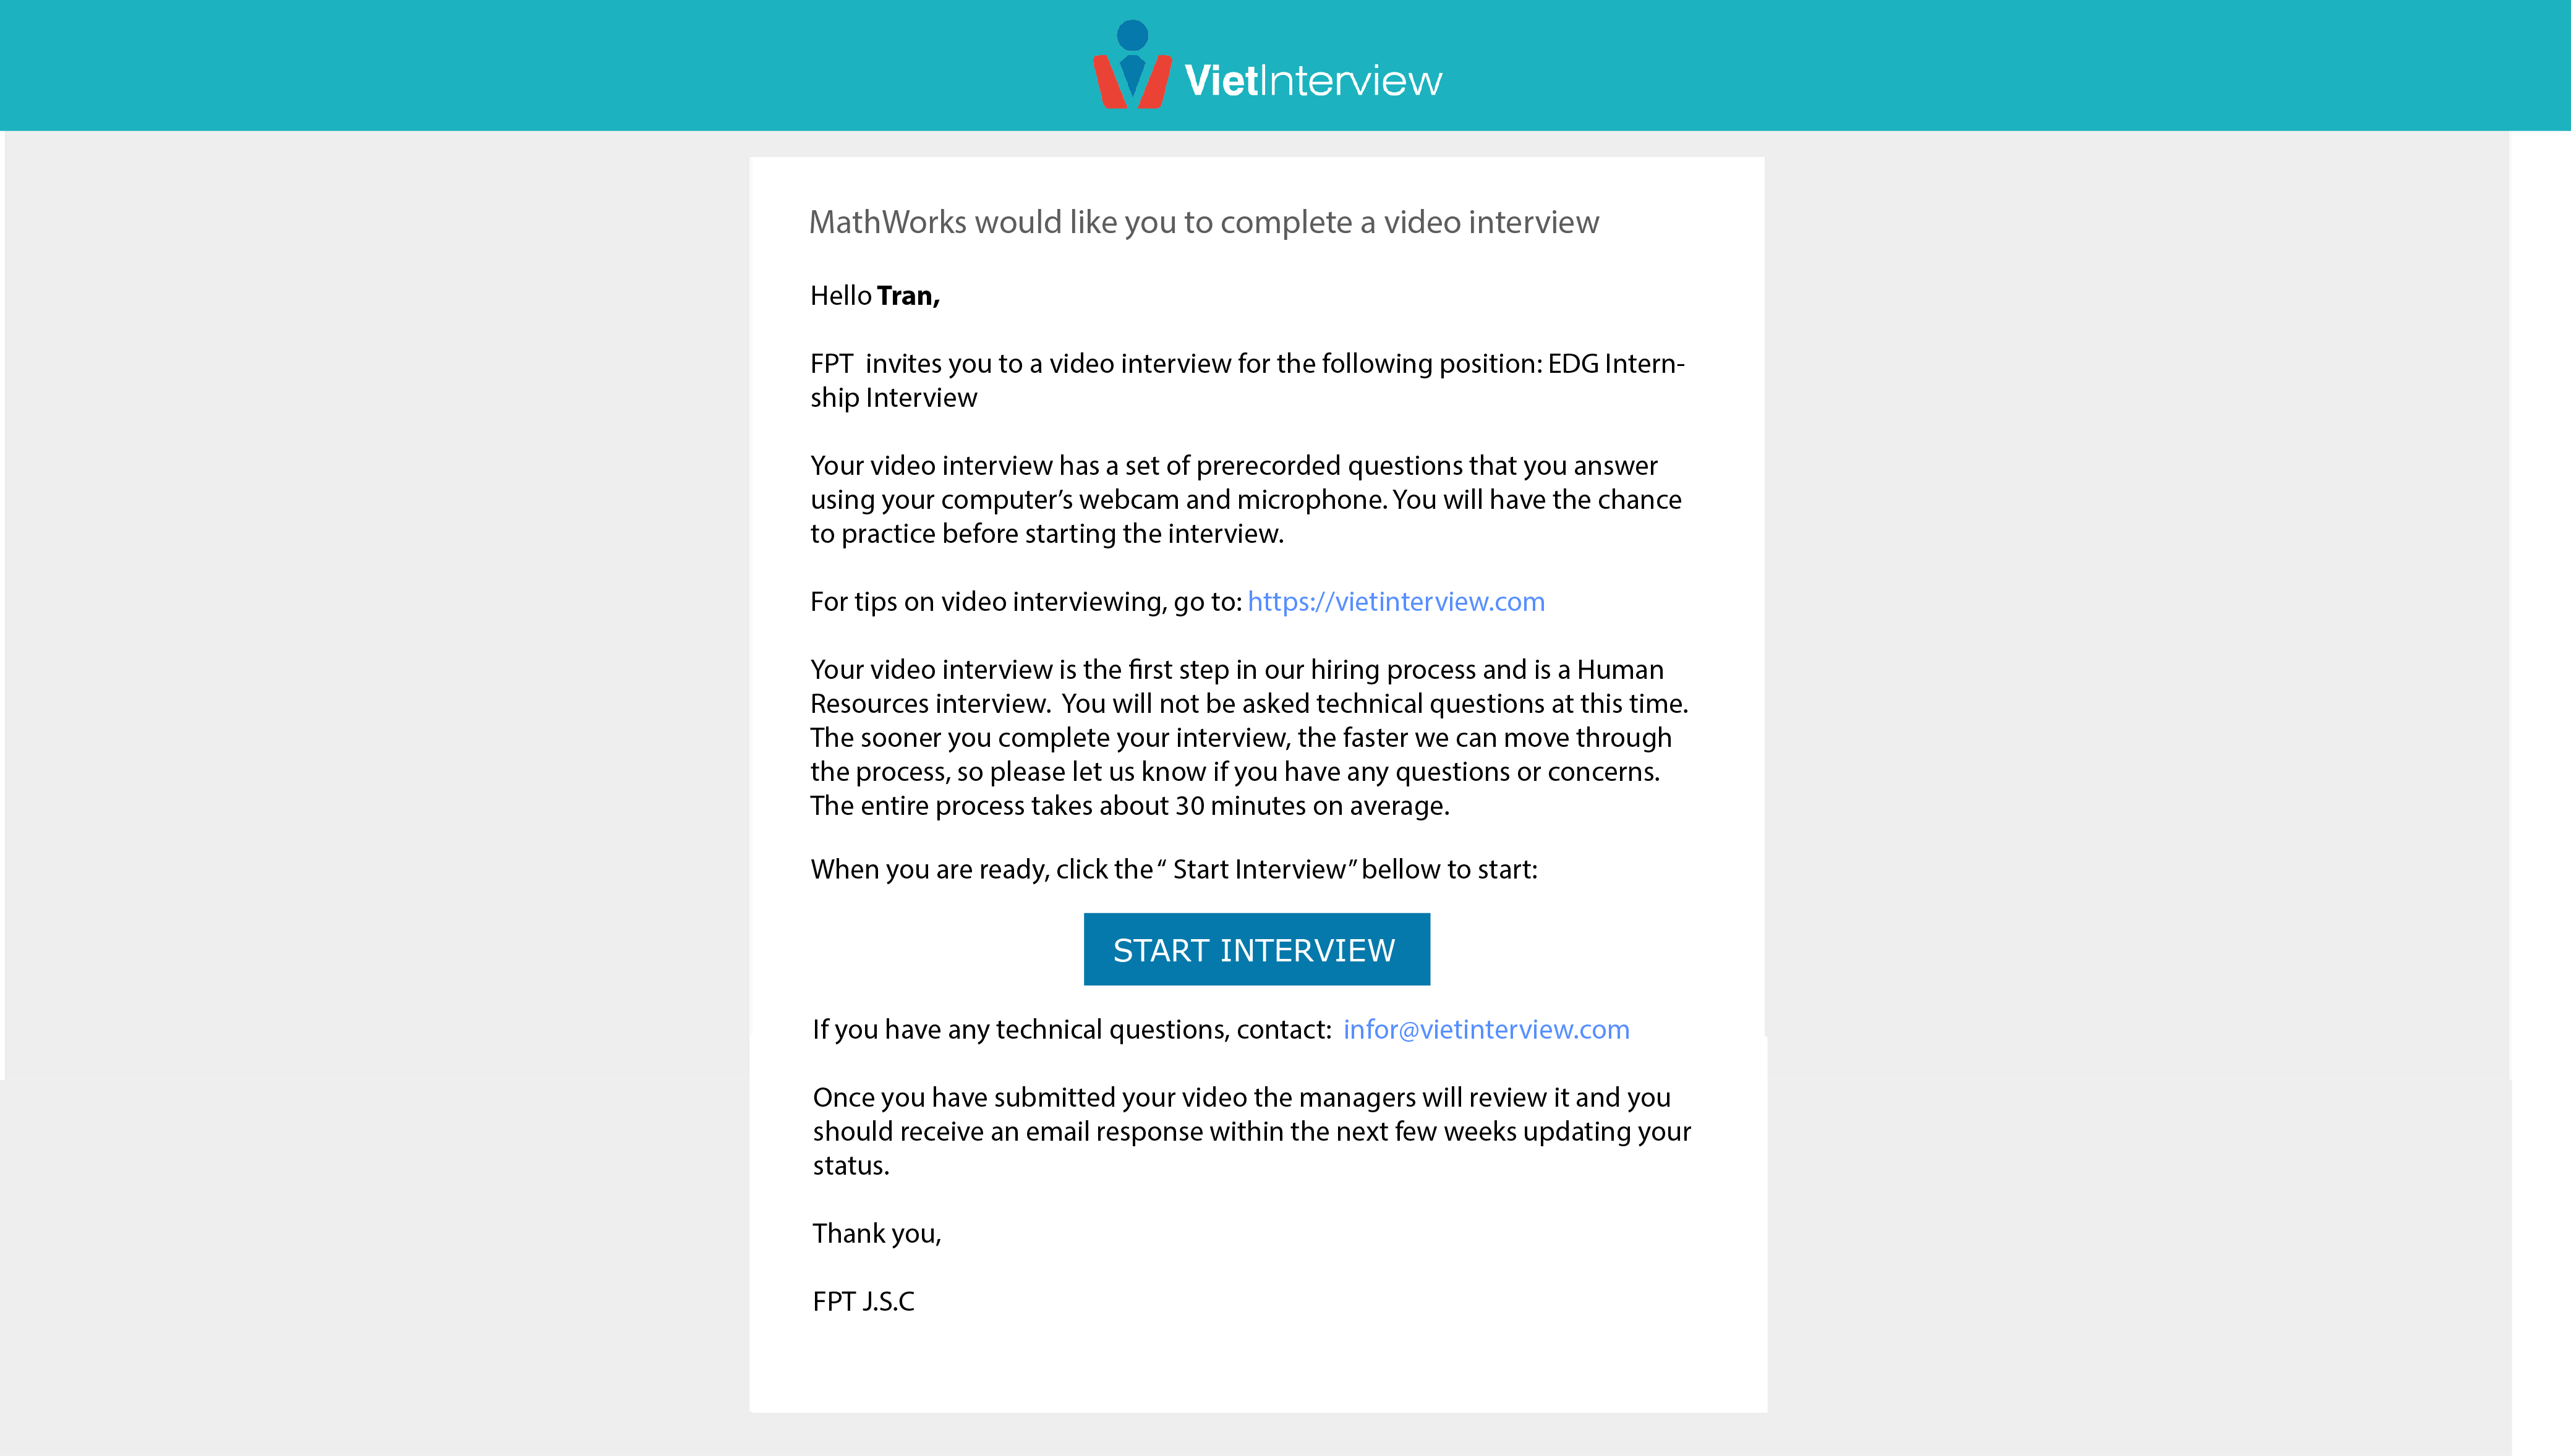 VietInterview
MathWorks would like you to complete a video interview
Hello Tran,
FPT  invites you to a video interview for the following position: EDG Intern-
ship Interview
Your video interview has a set of prerecorded questions that you answer
using your computer’s webcam and microphone. You will have the chance
to practice before starting the interview.
For tips on video interviewing, go to: https://vietinterview.com
Your video interview is the first step in our hiring process and is a Human
Resources interview.  You will not be asked technical questions at this time.
The sooner you complete your interview, the faster we can move through
the process, so please let us know if you have any questions or concerns.
The entire process takes about 30 minutes on average.
When you are ready, click the “ Start Interview” bellow to start:
START INTERVIEW
If you have any technical questions, contact:  infor@vietinterview.com
Once you have submitted your video the managers will review it and you
should receive an email response within the next few weeks updating your
status.
Thank you,
FPT J.S.C